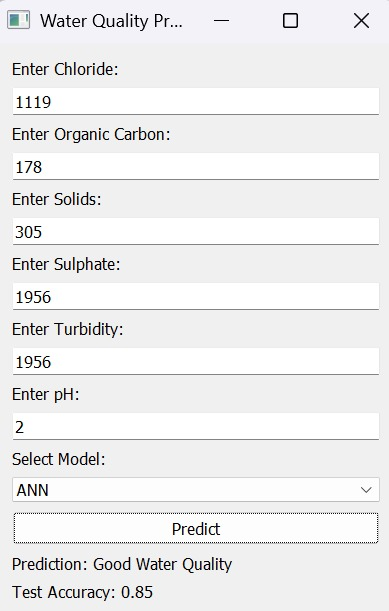 Water Quality Pr...
Enter Chloride:
1119
Enter Organic Carbon:
178
Enter Solids:
305
Enter Sulphate:
1956
Enter Turbidity:
1956
Enter pH:
2
Select Model:
ANN
Predict
Prediction: Good Water Quality
Test Accuracy: 0.85